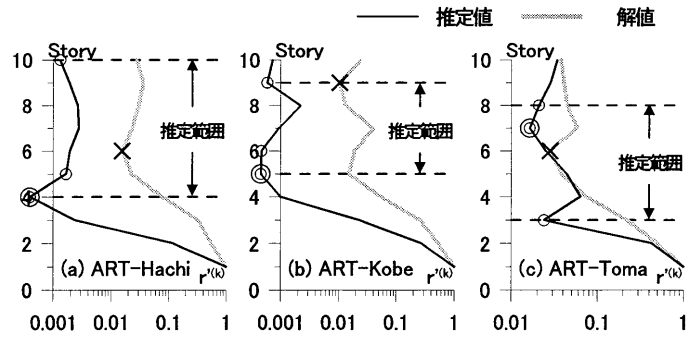 推定値 解値
Story Story Story
10 10 10
推定範囲 推定範囲 推定範囲
8 8 8
6 6 6
4 4 4
2 2 2
(a) ART-Hachi r'(k) (b) ART-Kobe r'(k) (c) ART-Toma r'(k)
0 0 0
0.001 0.01 0.1 1 0.001 0.01 0.1 1 0.01 0.1 1